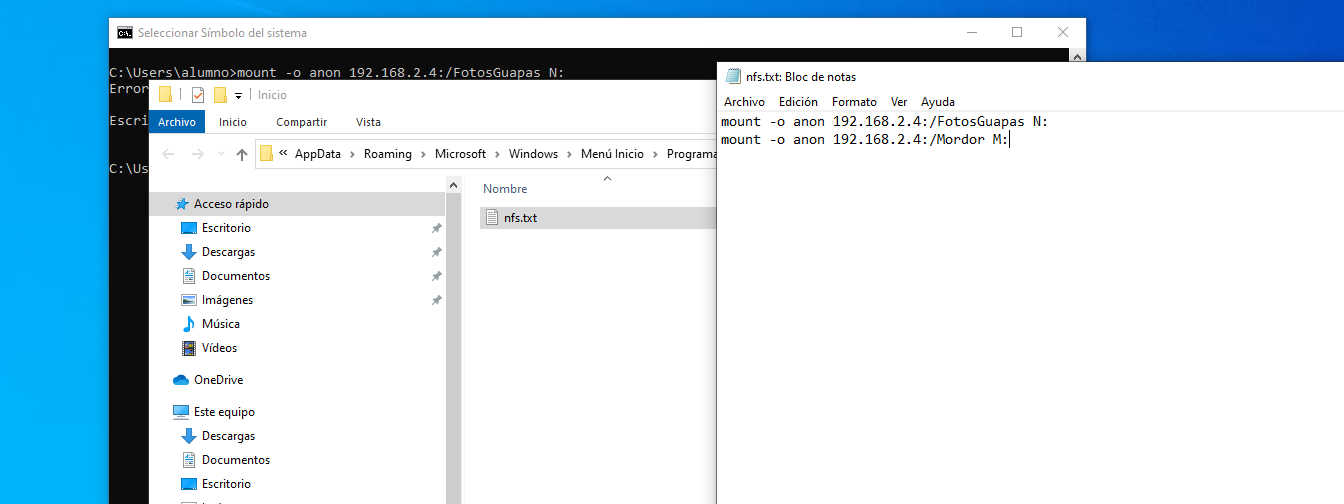 Seleccionar Símbolo del sistema
C:\Users\alumno>mount -o anon 192.168.2.4:/FotosGuapas N:
Error
Escri
C:\Us
Inicio
Archivo Inicio Compartir Vista
« AppData > Roaming > Microsoft > Windows > Menú Inicio > Programa
Nombre
nfs.txt
Acceso rápido
Escritorio
Descargas
Documentos
Imágenes
Música
Vídeos
OneDrive
Este equipo
Descargas
Documentos
Escritorio
nfs.txt: Bloc de notas
Archivo Edición Formato Ver Ayuda
mount -o anon 192.168.2.4:/FotosGuapas N:
mount -o anon 192.168.2.4:/Mordor M: